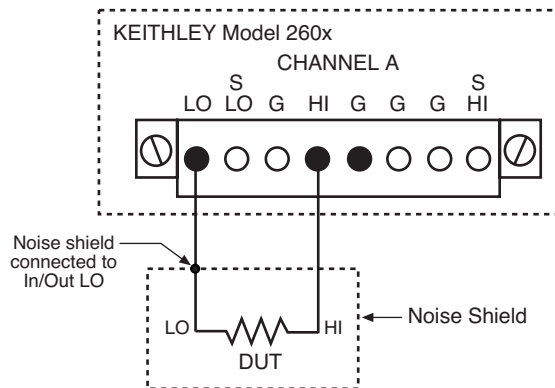 KEITHLEY Model 260x
CHANNEL A
S S
LO LO G HI G G G HI
Noise shield
connected to
In/Out LO
LO HI
Noise Shield
DUT